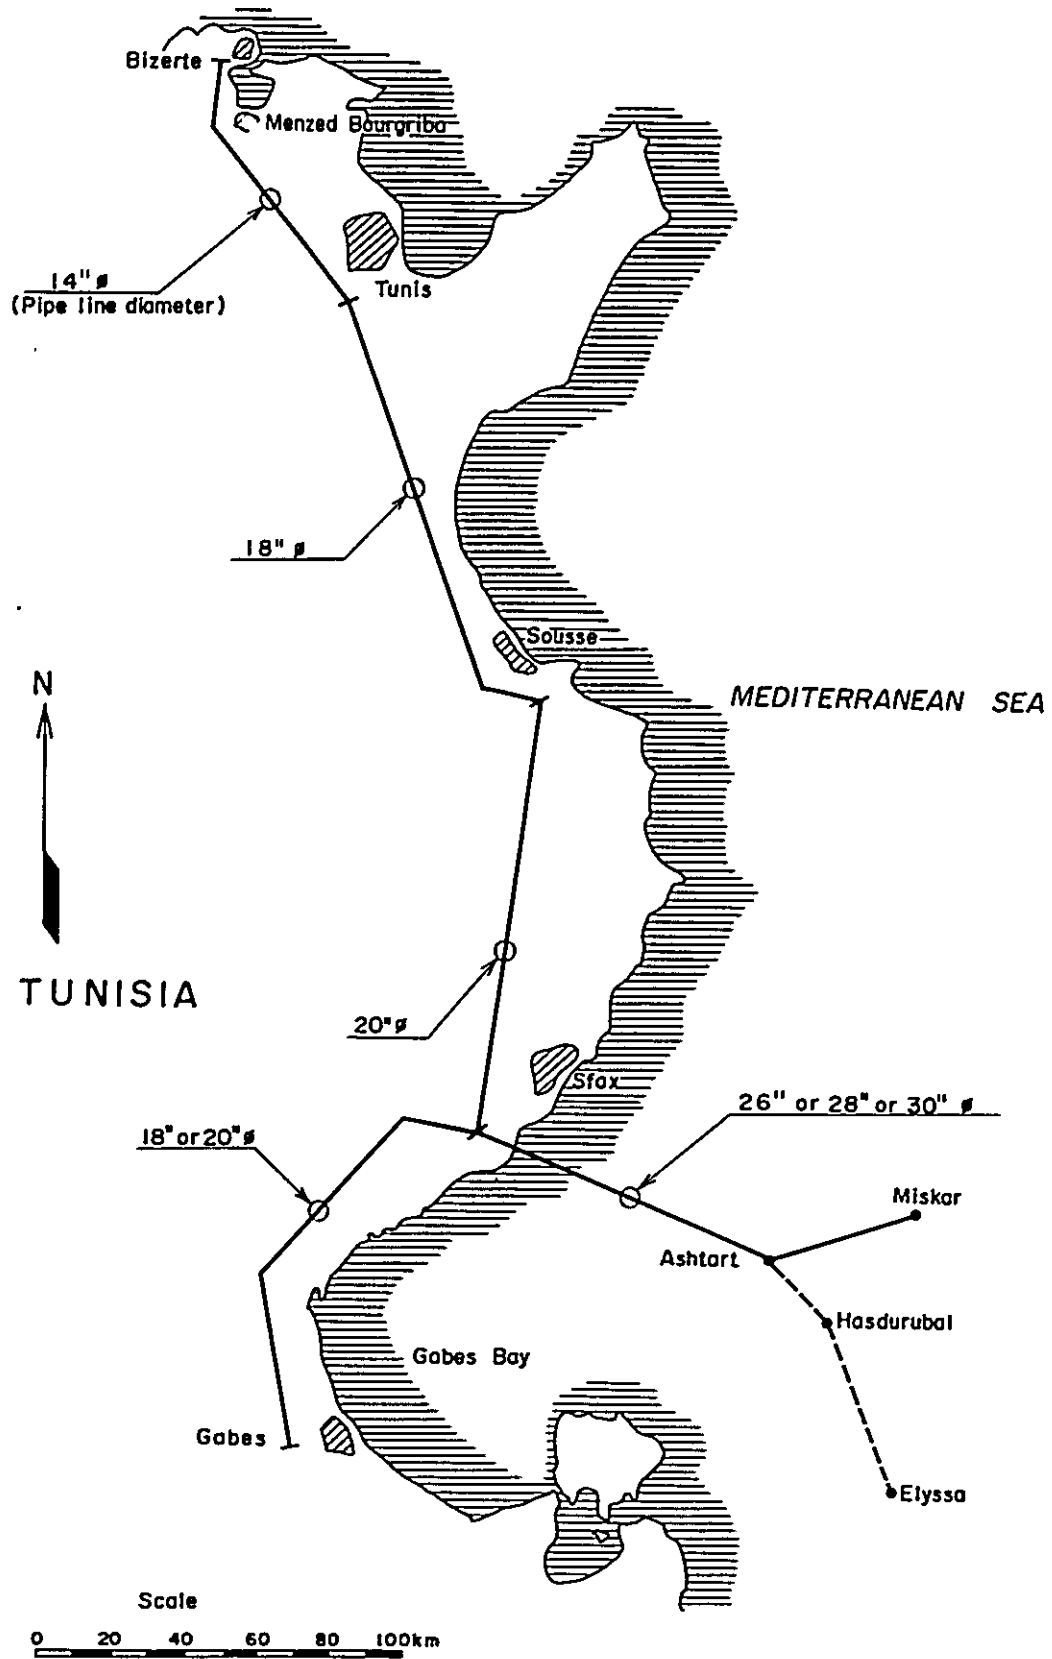 Bizerte
Menzed Bourgriba
14" ø
(Pipe line diameter)
Tunis
18" ø
Sousse
N
MEDITERRANEAN SEA
TUNISIA
20" ø
Sfax
26" or 28" or 30" ø
18" or 20" ø
Miskar
Ashtart
Hasdurubal
Gabes Bay
Gabes
Elyssa
Scale
0 20 40 60 80 100km